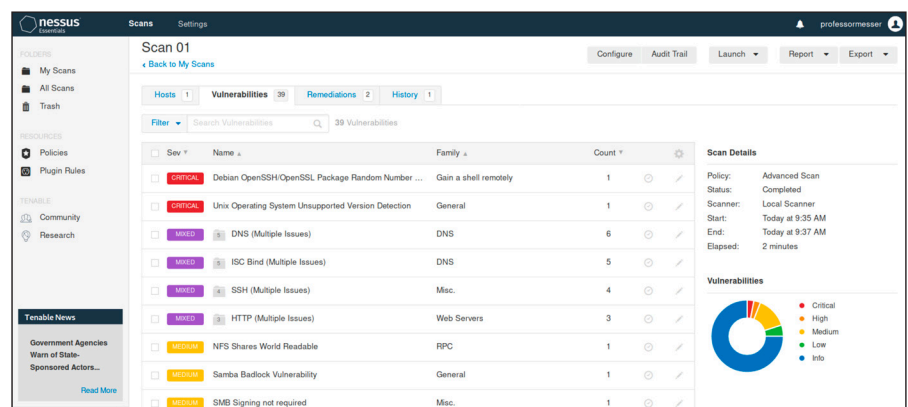 nessus
Essentials
Scans
Settings
professormesser
FOLDERS
My Scans
All Scans
Trash
RESOURCES
Policies
Plugin Rules
TENABLE
Community
Research
Tenable News
Government Agencies
Warn of State-
Sponsored Actors...
Read More
Scan 01
Back to My Scans
Configure
Audit Trail
Launch
Report
Export
Hosts 1
Vulnerabilities 39
Remediations 2
History 1
Filter
Search Vulnerabilities
39 Vulnerabilities
Sev Name Family Count
CRITICAL Debian OpenSSH/OpenSSL Package Random Number ... Gain a shell remotely 1
CRITICAL Unix Operating System Unsupported Version Detection General 1
MIXED 5 DNS (Multiple Issues) DNS 6
MIXED 5 ISC Bind (Multiple Issues) DNS 5
MIXED 4 SSH (Multiple Issues) Misc. 4
MIXED 3 HTTP (Multiple Issues) Web Servers 3
MEDIUM NFS Shares World Readable RPC 1
MEDIUM Samba Badlock Vulnerability General 1
MEDIUM SMB Signing not required Misc. 1
Scan Details
Policy: Advanced Scan
Status: Completed
Scanner: Local Scanner
Start: Today at 9:35 AM
End: Today at 9:37 AM
Elapsed: 2 minutes
Vulnerabilities
Critical
High
Medium
Low
Info